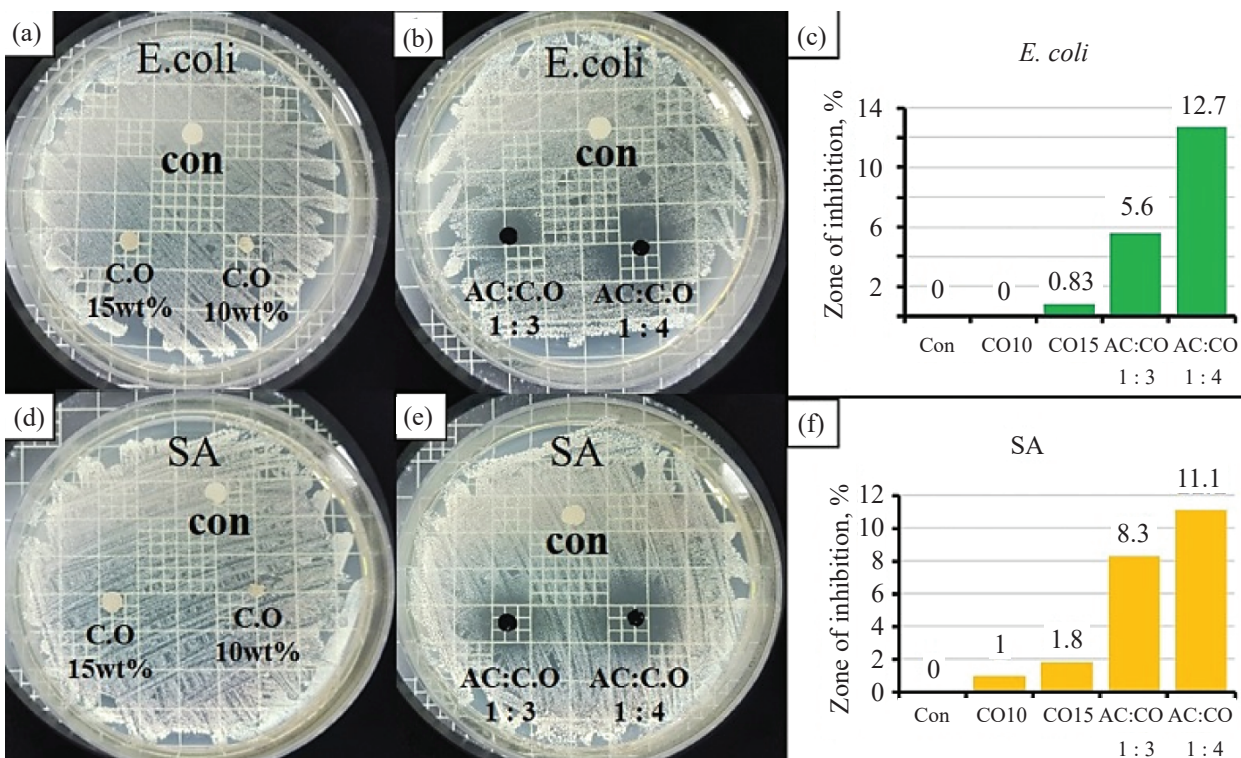 (a)
E.coli
con
C.O
15wt%
C.O
10wt%
(b)
E.coli
con
AC:C.O
1 : 3
AC:C.O
1 : 4
(c)
E. coli
Zone of inhibition, %
14
12
10
8
6
4
2
0
0
0.83
5.6
12.7
Con
CO10
CO15
AC:CO
1 : 3
AC:CO
1 : 4
(d)
SA
con
C.O
15wt%
C.O
10wt%
(e)
SA
con
AC:C.O
1 : 3
AC:C.O
1 : 4
(f)
SA
Zone of inhibition, %
12
10
8
6
4
2
0
0
1
1.8
8.3
11.1
Con
CO10
CO15
AC:CO
1 : 3
AC:CO
1 : 4